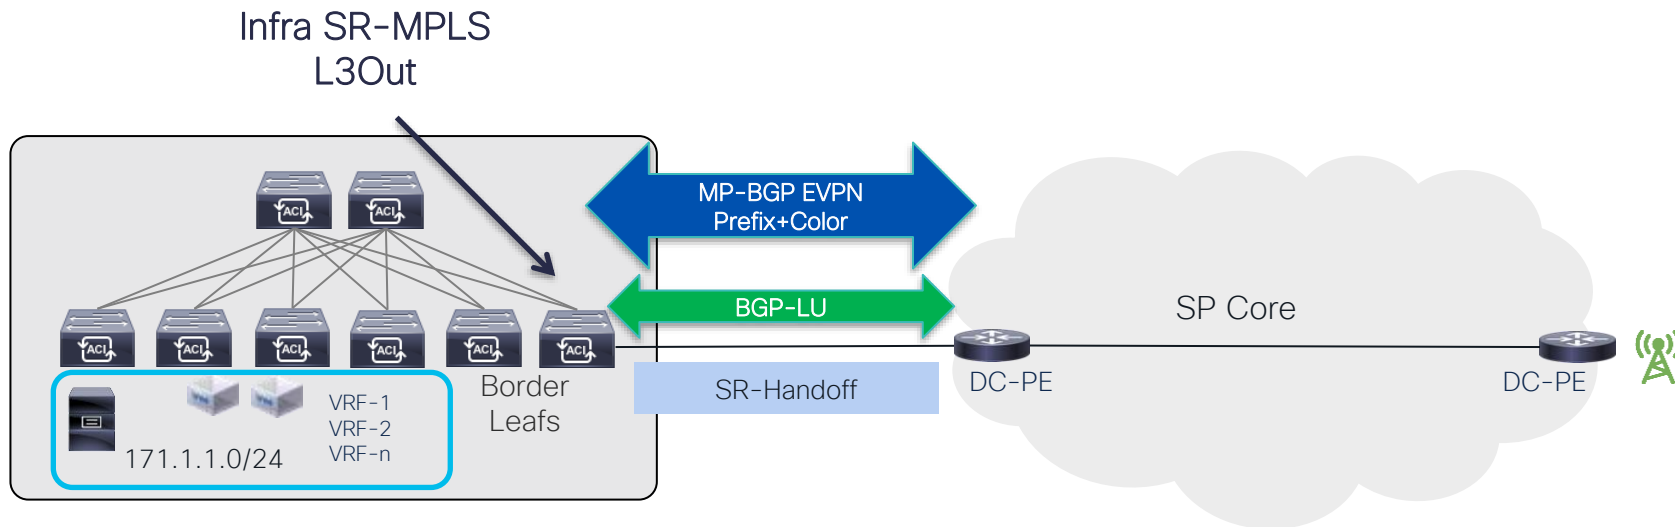 Infra SR-MPLS
L3Out
MP-BGP EVPN
Prefix+Color
BGP-LU
SP Core
ACI
ACI
ACI
ACI
ACI
ACI
ACI
ACI
Border
Leafs
SR-Handoff
DC-PE
DC-PE
VRF-1
VRF-2
VRF-n
171.1.1.0/24